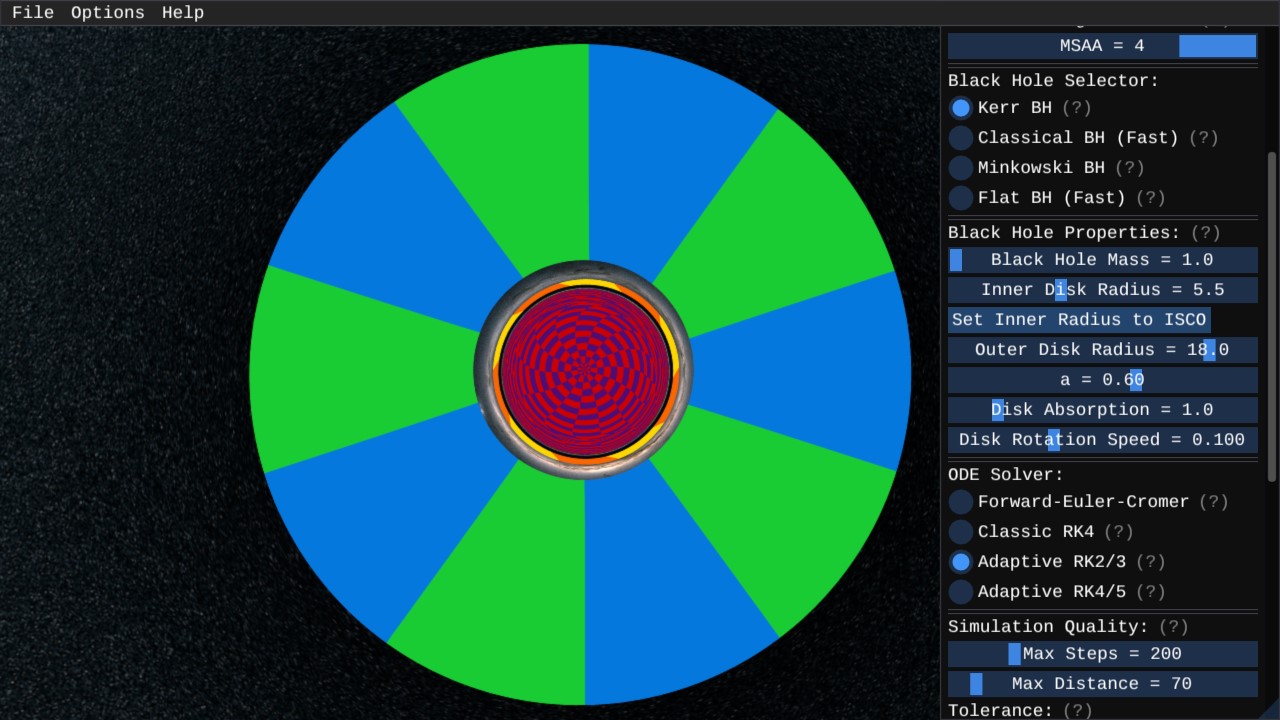 File Options Help
MSAA = 4
Black Hole Selector:
Kerr BH (?)
Classical BH (Fast) (?)
Minkowski BH (?)
Flat BH (Fast) (?)
Black Hole Properties: (?)
Black Hole Mass = 1.0
Inner Disk Radius = 5.5
Set Inner Radius to ISCO
Outer Disk Radius = 18.0
a = 0.60
Disk Absorption = 1.0
Disk Rotation Speed = 0.100
ODE Solver:
Forward-Euler-Cromer (?)
Classic RK4 (?)
Adaptive RK2/3 (?)
Adaptive RK4/5 (?)
Simulation Quality: (?)
Max Steps = 200
Max Distance = 70
Tolerance: (?)